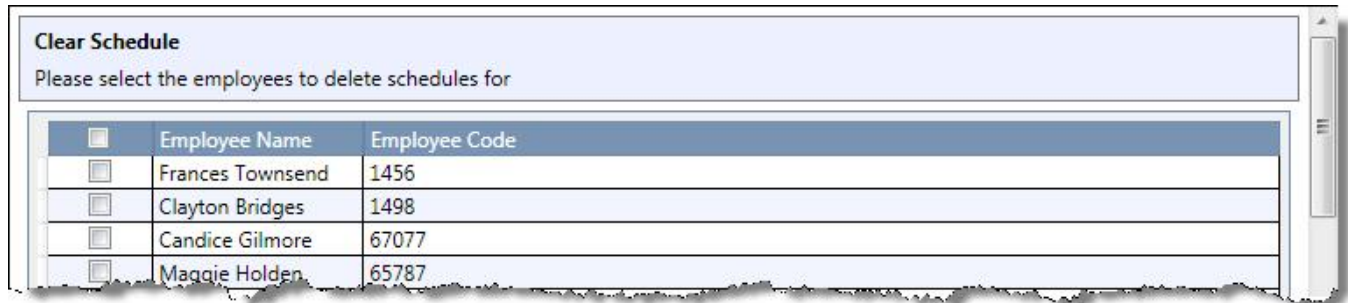 Clear Schedule
Please select the employees to delete schedules for
Employee Name Employee Code
Frances Townsend 1456
Clayton Bridges 1498
Candice Gilmore 67077
Maggie Holden 65787